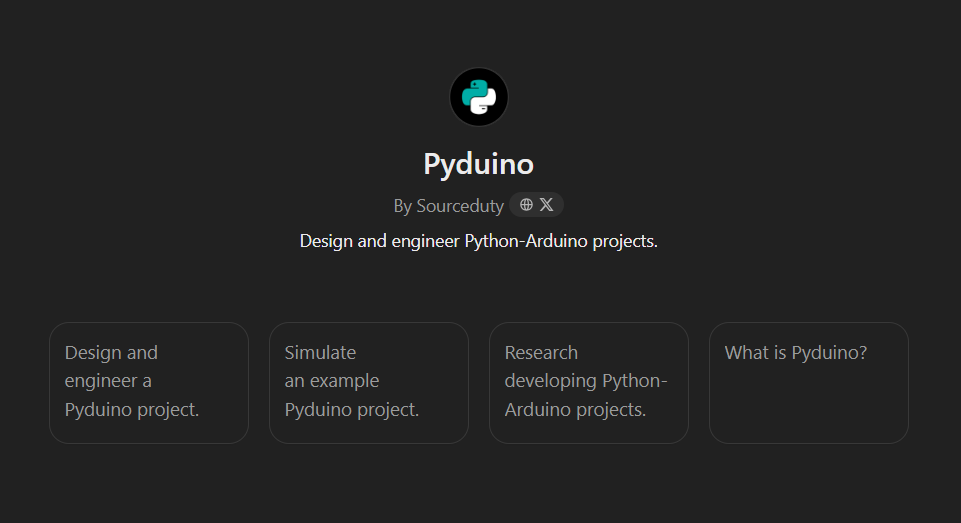 Pyduino
By Sourceduty
Design and engineer Python-Arduino projects.
Design and
engineer a
Pyduino project.
Simulate
an example
Pyduino project.
Research
developing Python-
Arduino projects.
What is Pyduino?